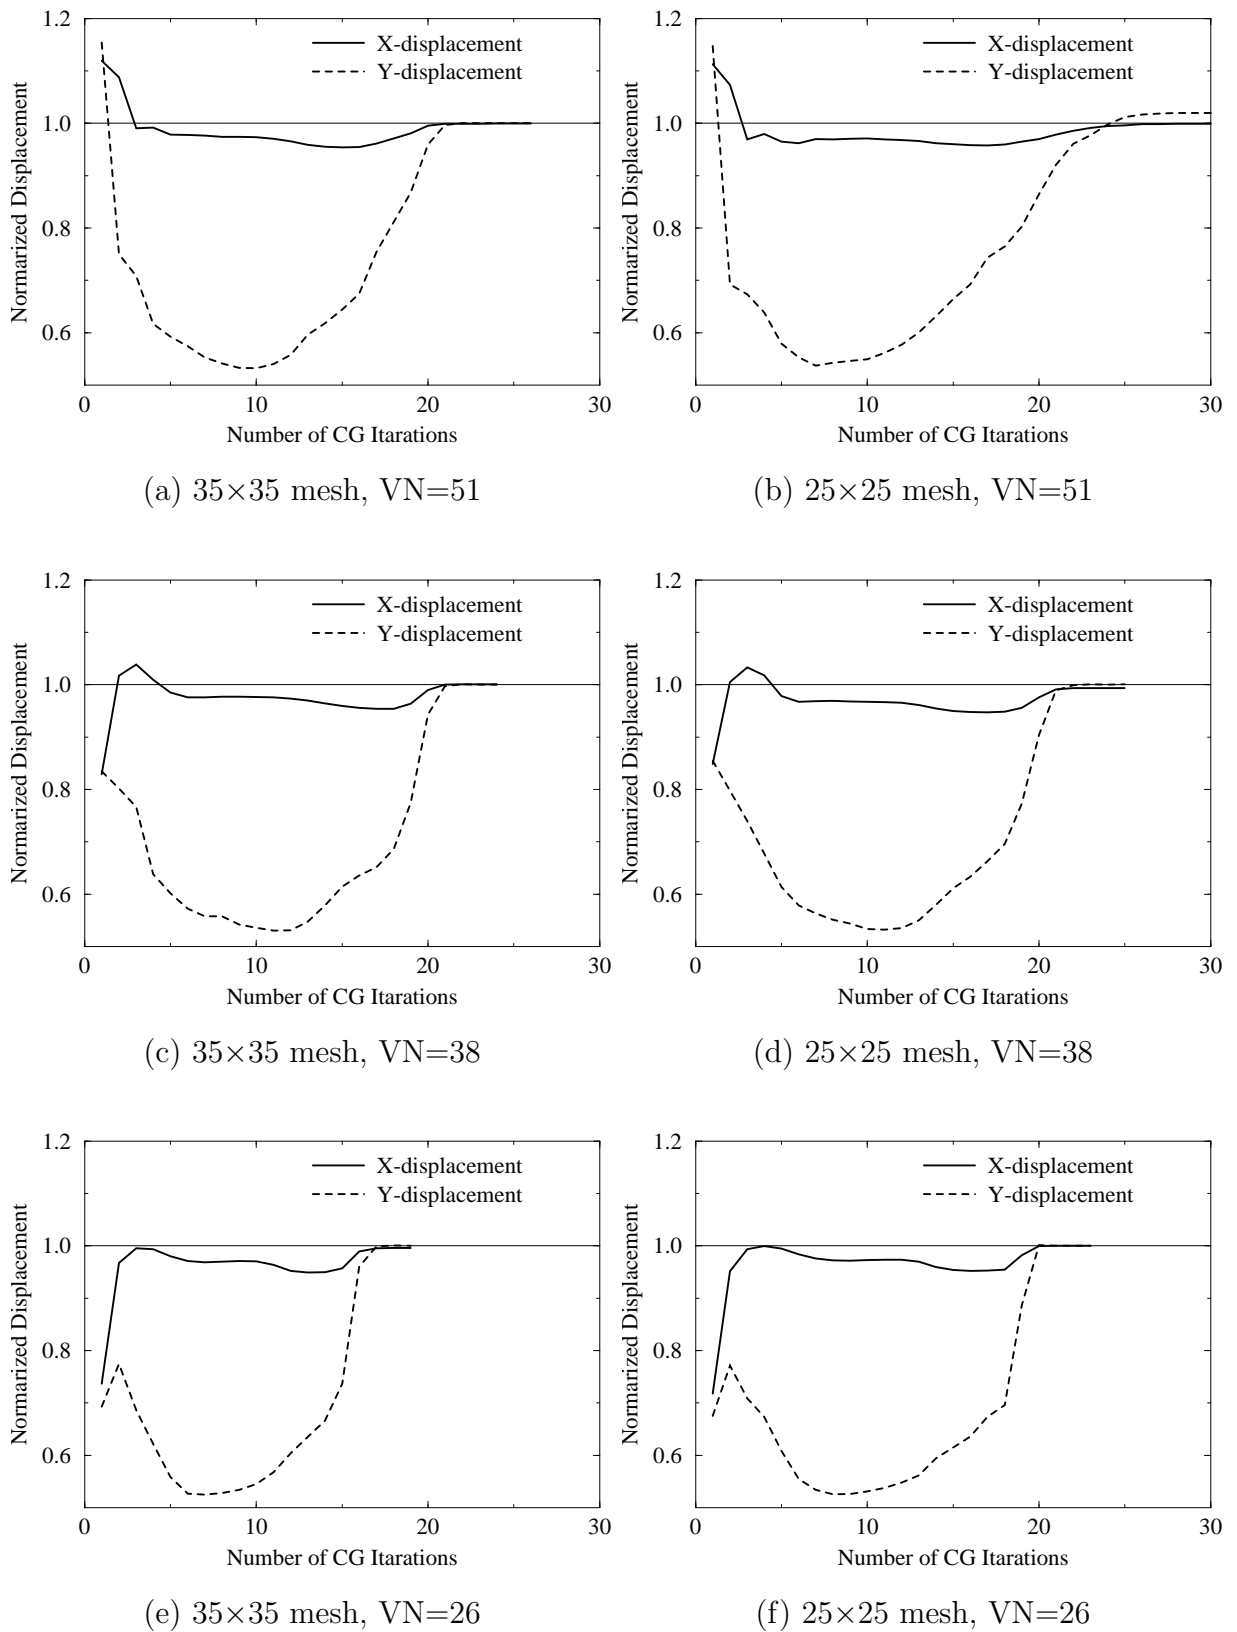 1.2
1.0
0.8
0.6
Normarized Displacement
X-displacement
Y-displacement
0 10 20 30
Number of CG Itarations
(a) 35×35 mesh, VN=51
1.2
1.0
0.8
0.6
Normarized Displacement
X-displacement
Y-displacement
0 10 20 30
Number of CG Itarations
(b) 25×25 mesh, VN=51
1.2
1.0
0.8
0.6
Normarized Displacement
X-displacement
Y-displacement
0 10 20 30
Number of CG Itarations
(c) 35×35 mesh, VN=38
1.2
1.0
0.8
0.6
Normarized Displacement
X-displacement
Y-displacement
0 10 20 30
Number of CG Itarations
(d) 25×25 mesh, VN=38
1.2
1.0
0.8
0.6
Normarized Displacement
X-displacement
Y-displacement
0 10 20 30
Number of CG Itarations
(e) 35×35 mesh, VN=26
1.2
1.0
0.8
0.6
Normarized Displacement
X-displacement
Y-displacement
0 10 20 30
Number of CG Itarations
(f) 25×25 mesh, VN=26